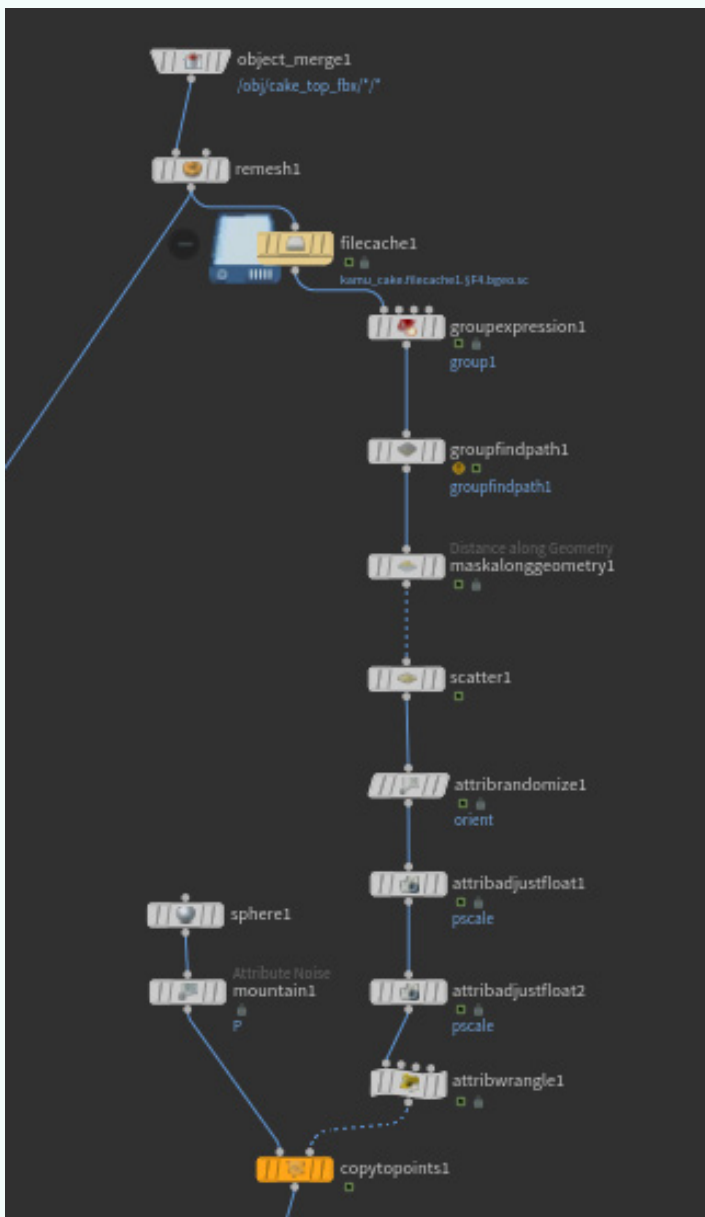 object_merge1
/obj/cake_top_fbx/*/*
remesh1
filecache1
kamu_cake.filecache1.$F4.bgeo.sc
groupexpression1
group1
groupfindpath1
groupfindpath1
Distance along Geometry
maskalonggeometry1
scatter1
attribrandomize1
orient
attribadjustfloat1
pscale
sphere1
Attribute Noise
mountain1
P
attribadjustfloat2
pscale
attribwrangle1
copytopoints1